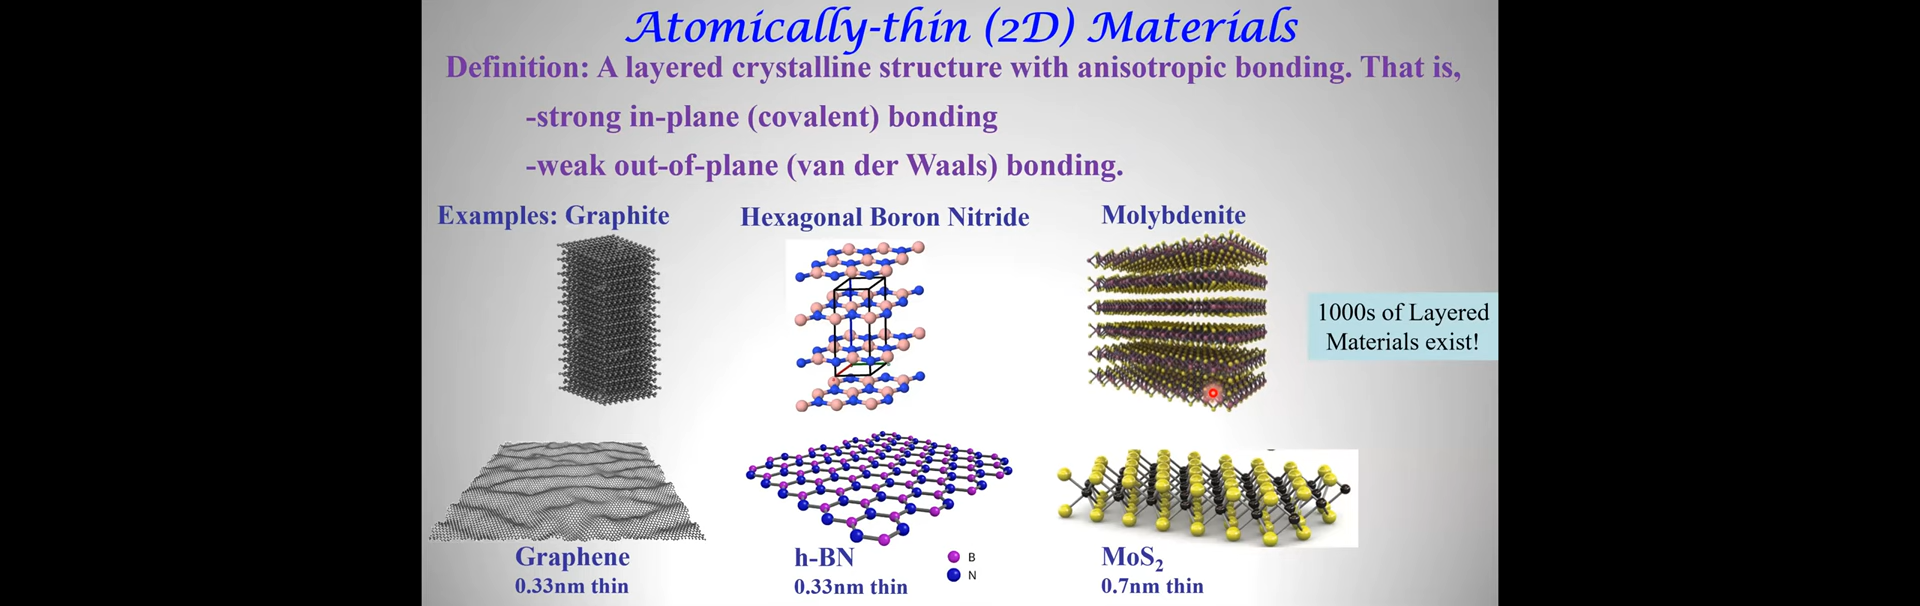 Atomically-thin (2D) Materials
Definition: A layered crystalline structure with anisotropic bonding. That is,
-strong in-plane (covalent) bonding
-weak out-of-plane (van der Waals) bonding.
Examples: Graphite
Hexagonal Boron Nitride
Molybdenite
1000s of Layered
Materials exist!
Graphene
0.33nm thin
h-BN
0.33nm thin
B
N
MoS₂
0.7nm thin